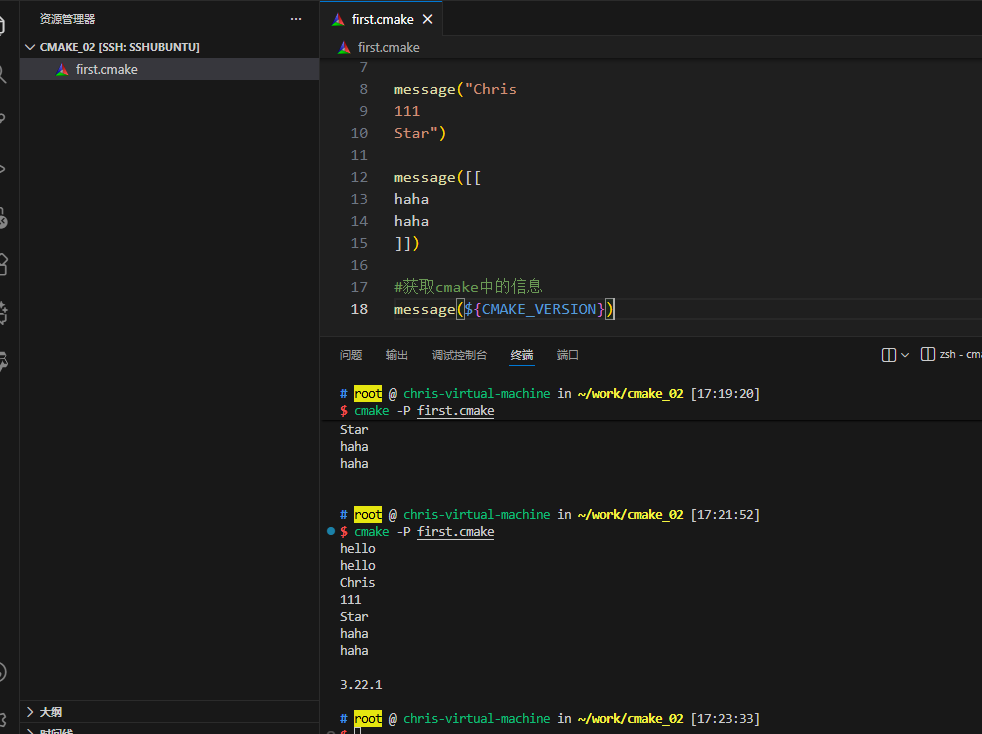 资源管理器 ···
CMAKE_02 [SSH: SSHUBUNTU]
first.cmake
大纲
时间线
first.cmake ×
first.cmake
7
8 message("Chris
9 111
10 Star")
11
12 message([[
13 haha
14 haha
15 ]])
16
17 #获取cmake中的信息
18 message(${CMAKE_VERSION})
问题 输出 调试控制台 终端 端口 zsh - cma
# root @ chris-virtual-machine in ~/work/cmake_02 [17:19:20]
$ cmake -P first.cmake
Star
haha
haha
# root @ chris-virtual-machine in ~/work/cmake_02 [17:21:52]
$ cmake -P first.cmake
hello
hello
Chris
111
Star
haha
haha
3.22.1
# root @ chris-virtual-machine in ~/work/cmake_02 [17:23:33]
$